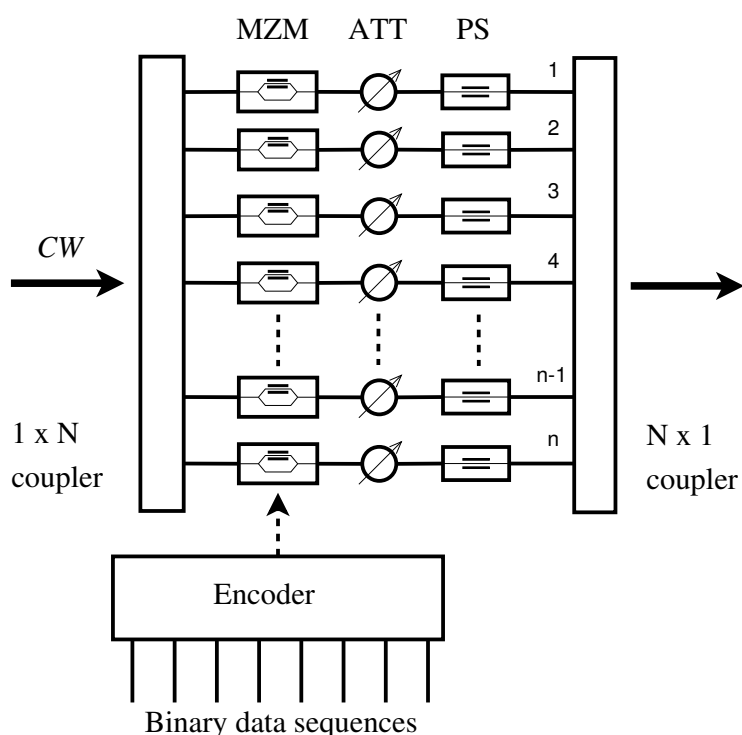 MZM ATT PS
1
2
3
CW
4
n-1
1 x N
coupler
n
N x 1
coupler
Encoder
Binary data sequences